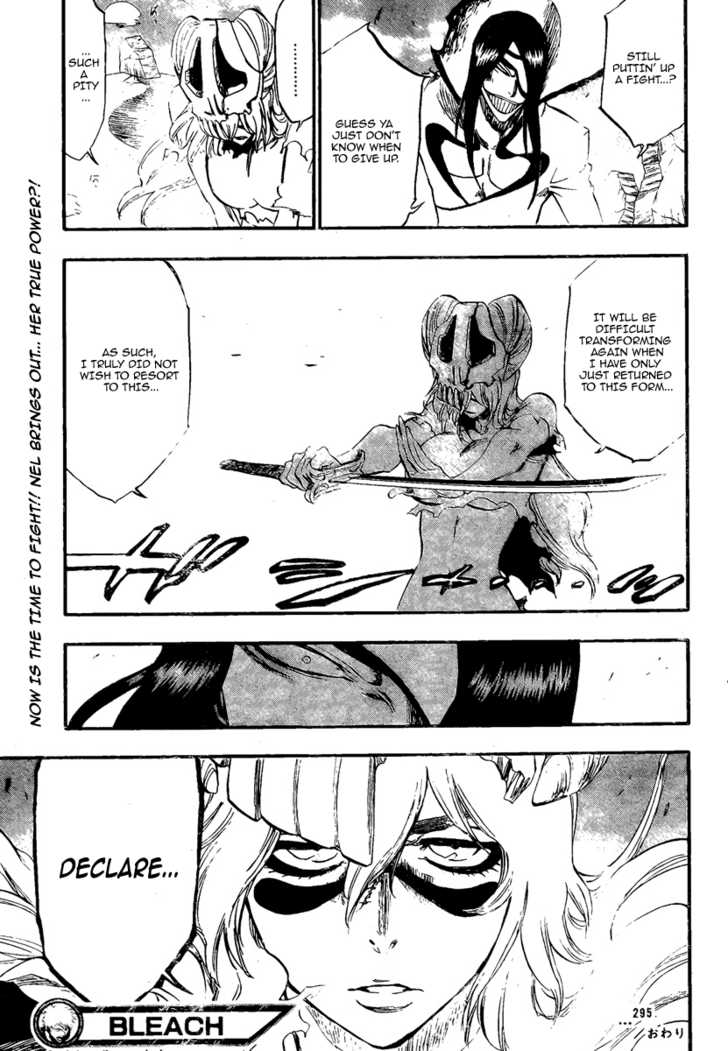 STILL
PUTTIN' UP
A FIGHT...?
GUESS YA
JUST DON'T
KNOW WHEN
TO GIVE UP.
.........
...
SUCH
A
PITY
...
IT WILL BE
DIFFICULT
TRANSFORMING
AGAIN WHEN
I HAVE ONLY
JUST RETURNED
TO THIS FORM...
AS SUCH,
I TRULY DID NOT
WISH TO RESORT
TO THIS...
NOW IS THE TIME TO FIGHT!! NEL BRINGS OUT... HER TRUE POWER?!
DECLARE...
BLEACH
295
...
おわり